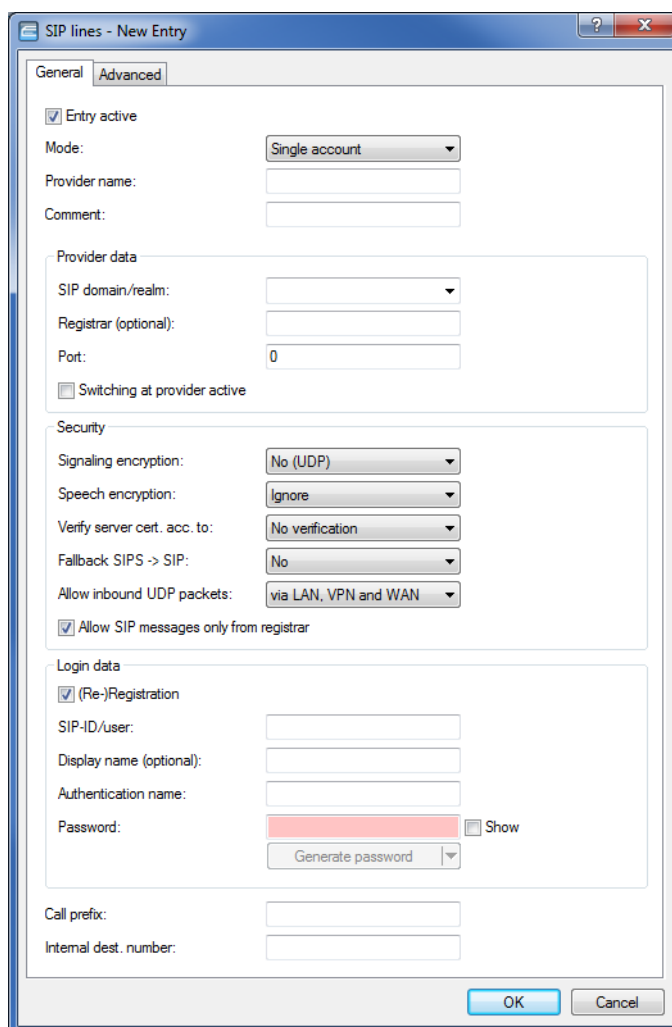 SIP lines - New Entry
General Advanced
Entry active
Mode: Single account
Provider name:
Comment:
Provider data
SIP domain/realm:
Registrar (optional):
Port: 0
Switching at provider active
Security
Signaling encryption: No (UDP)
Speech encryption: Ignore
Verify server cert. acc. to: No verification
Fallback SIPS -> SIP: No
Allow inbound UDP packets: via LAN, VPN and WAN
Allow SIP messages only from registrar
Login data
(Re-)Registration
SIP-ID/user:
Display name (optional):
Authentication name:
Password: Show
Generate password
Call prefix:
Internal dest. number:
OK Cancel